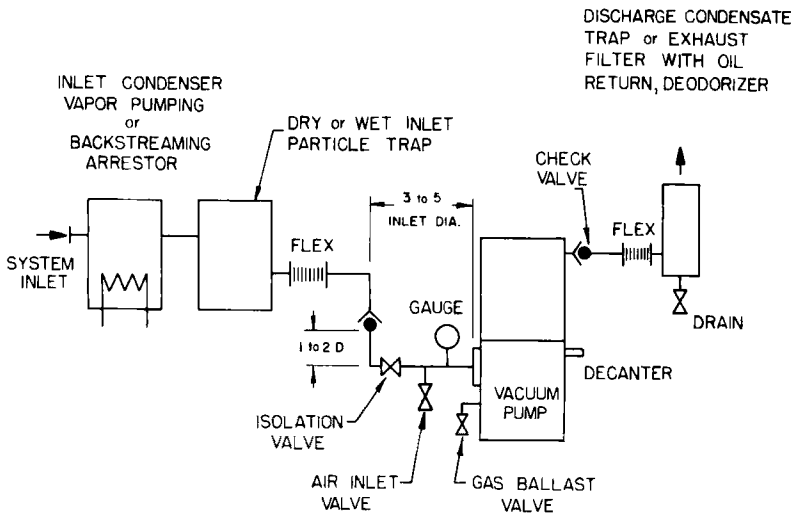 DISCHARGE CONDENSATE
TRAP or EXHAUST
FILTER WITH OIL
RETURN, DEODORIZER
INLET CONDENSER
VAPOR PUMPING
or
BACKSTREAMING
ARRESTOR
DRY or WET INLET
PARTICLE TRAP
CHECK
VALVE
3 to 5
INLET DIA.
FLEX
FLEX
SYSTEM
INLET
GAUGE
DRAIN
1 to 2 D
DECANTER
VACUUM
PUMP
ISOLATION
VALVE
AIR INLET
VALVE
GAS BALLAST
VALVE